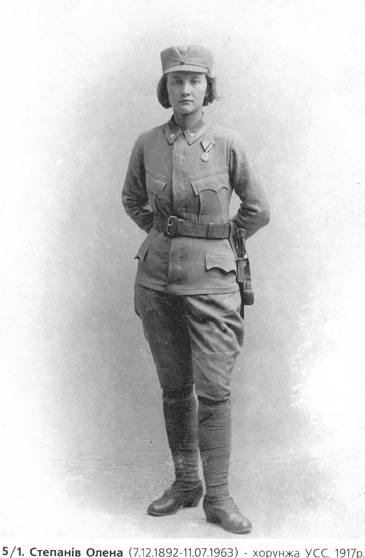 5/1. Степанів Олена (7.12.1892-11.07.1963) - хорунжа УСС. 1917р.